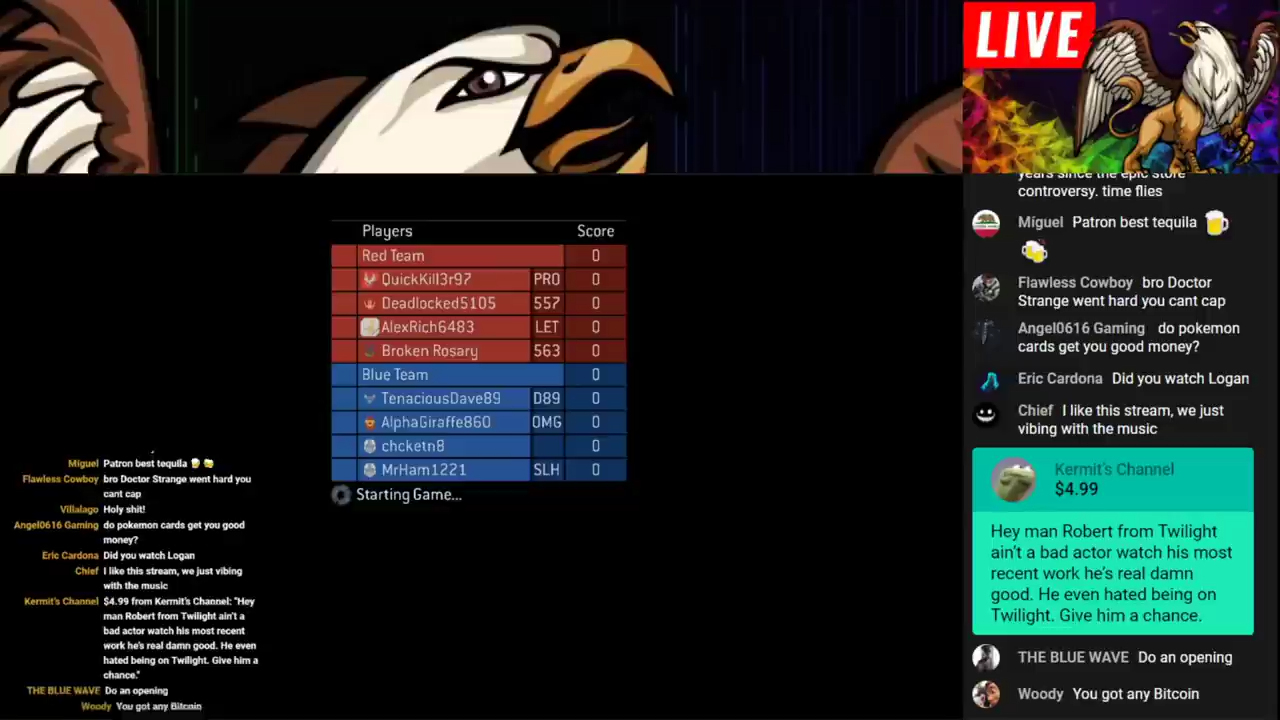 LIVE
Players Score
Red Team 0
QuickKill3r97 PRO 0
Deadlocked5105 557 0
AlexRich6483 LET 0
Broken Rosary 563 0
Blue Team 0
TenaciousDave89 D89 0
AlphaGiraffe860 OMG 0
chcketn8 0
MrHam1221 SLH 0
Starting Game...
Miguel Patron best tequila 🍺 🍻
Flawless Cowboy bro Doctor Strange went hard you
cant cap
Villalago Holy shit!
Angel0616 Gaming do pokemon cards get you good
money?
Eric Cardona Did you watch Logan
Chief I like this stream, we just vibing
with the music
Kermit's Channel $4.99 from Kermit's Channel: "Hey
man Robert from Twilight ain't a
bad actor watch his most recent
work he's real damn good. He even
hated being on Twilight. Give him a
chance."
THE BLUE WAVE Do an opening
Woody You got any Bitcoin
years since the epic store
controversy. time flies
Miguel Patron best tequila 🍺
🍻
Flawless Cowboy bro Doctor
Strange went hard you cant cap
Angel0616 Gaming do pokemon
cards get you good money?
Eric Cardona Did you watch Logan
Chief I like this stream, we just
vibing with the music
Kermit's Channel
$4.99
Hey man Robert from Twilight
ain't a bad actor watch his most
recent work he's real damn
good. He even hated being on
Twilight. Give him a chance.
THE BLUE WAVE Do an opening
Woody You got any Bitcoin